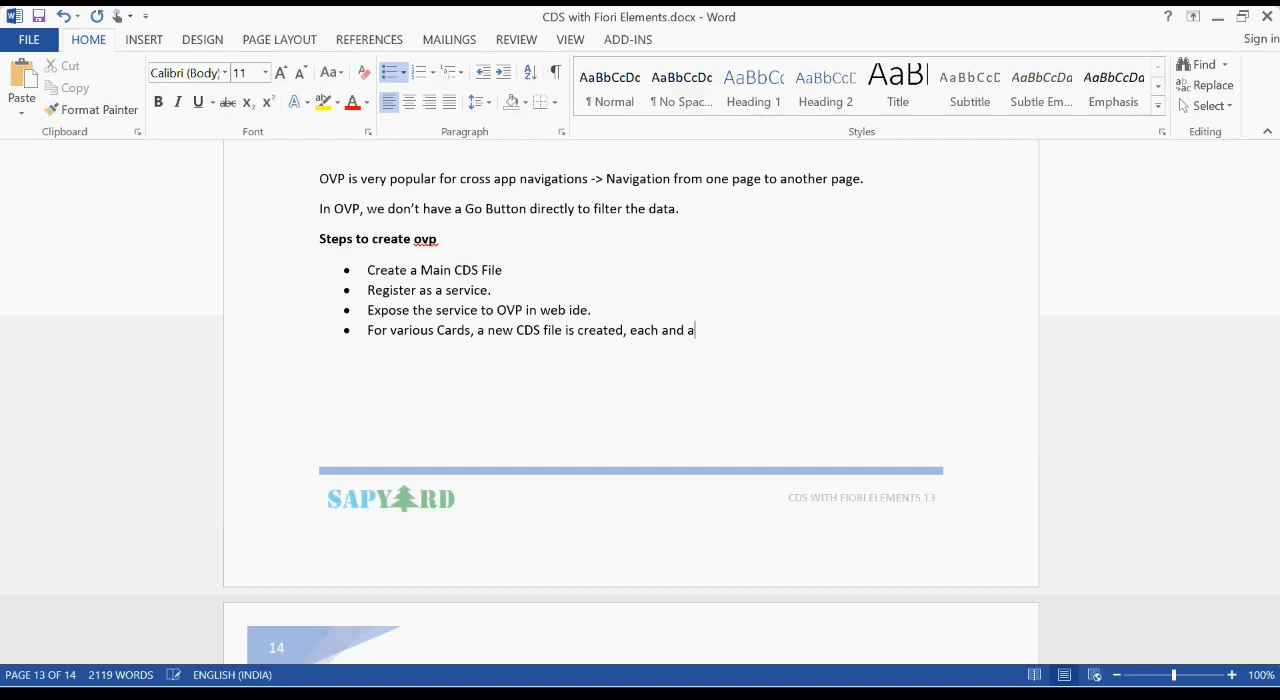 CDS with Fiori Elements.docx - Word
FILE HOME INSERT DESIGN PAGE LAYOUT REFERENCES MAILINGS REVIEW VIEW ADD-INS Sign in
Paste
Cut
Copy
Format Painter
Clipboard
Calibri (Body) 11
Font
Paragraph
AaBbCcDc AaBbCcDc AaBbCc AaBbCcD AaBl AaBbCcD AaBbCcDa AaBbCcDa
¶ Normal ¶ No Spac... Heading 1 Heading 2 Title Subtitle Subtle Em... Emphasis
Styles
Find
Replace
Select
Editing
OVP is very popular for cross app navigations -> Navigation from one page to another page.
In OVP, we don’t have a Go Button directly to filter the data.
Steps to create ovp
• Create a Main CDS File
• Register as a service.
• Expose the service to OVP in web ide.
• For various Cards, a new CDS file is created, each and a
SAPYARD
CDS WITH FIORI ELEMENTS 13
14
PAGE 13 OF 14 2119 WORDS ENGLISH (INDIA) 100%